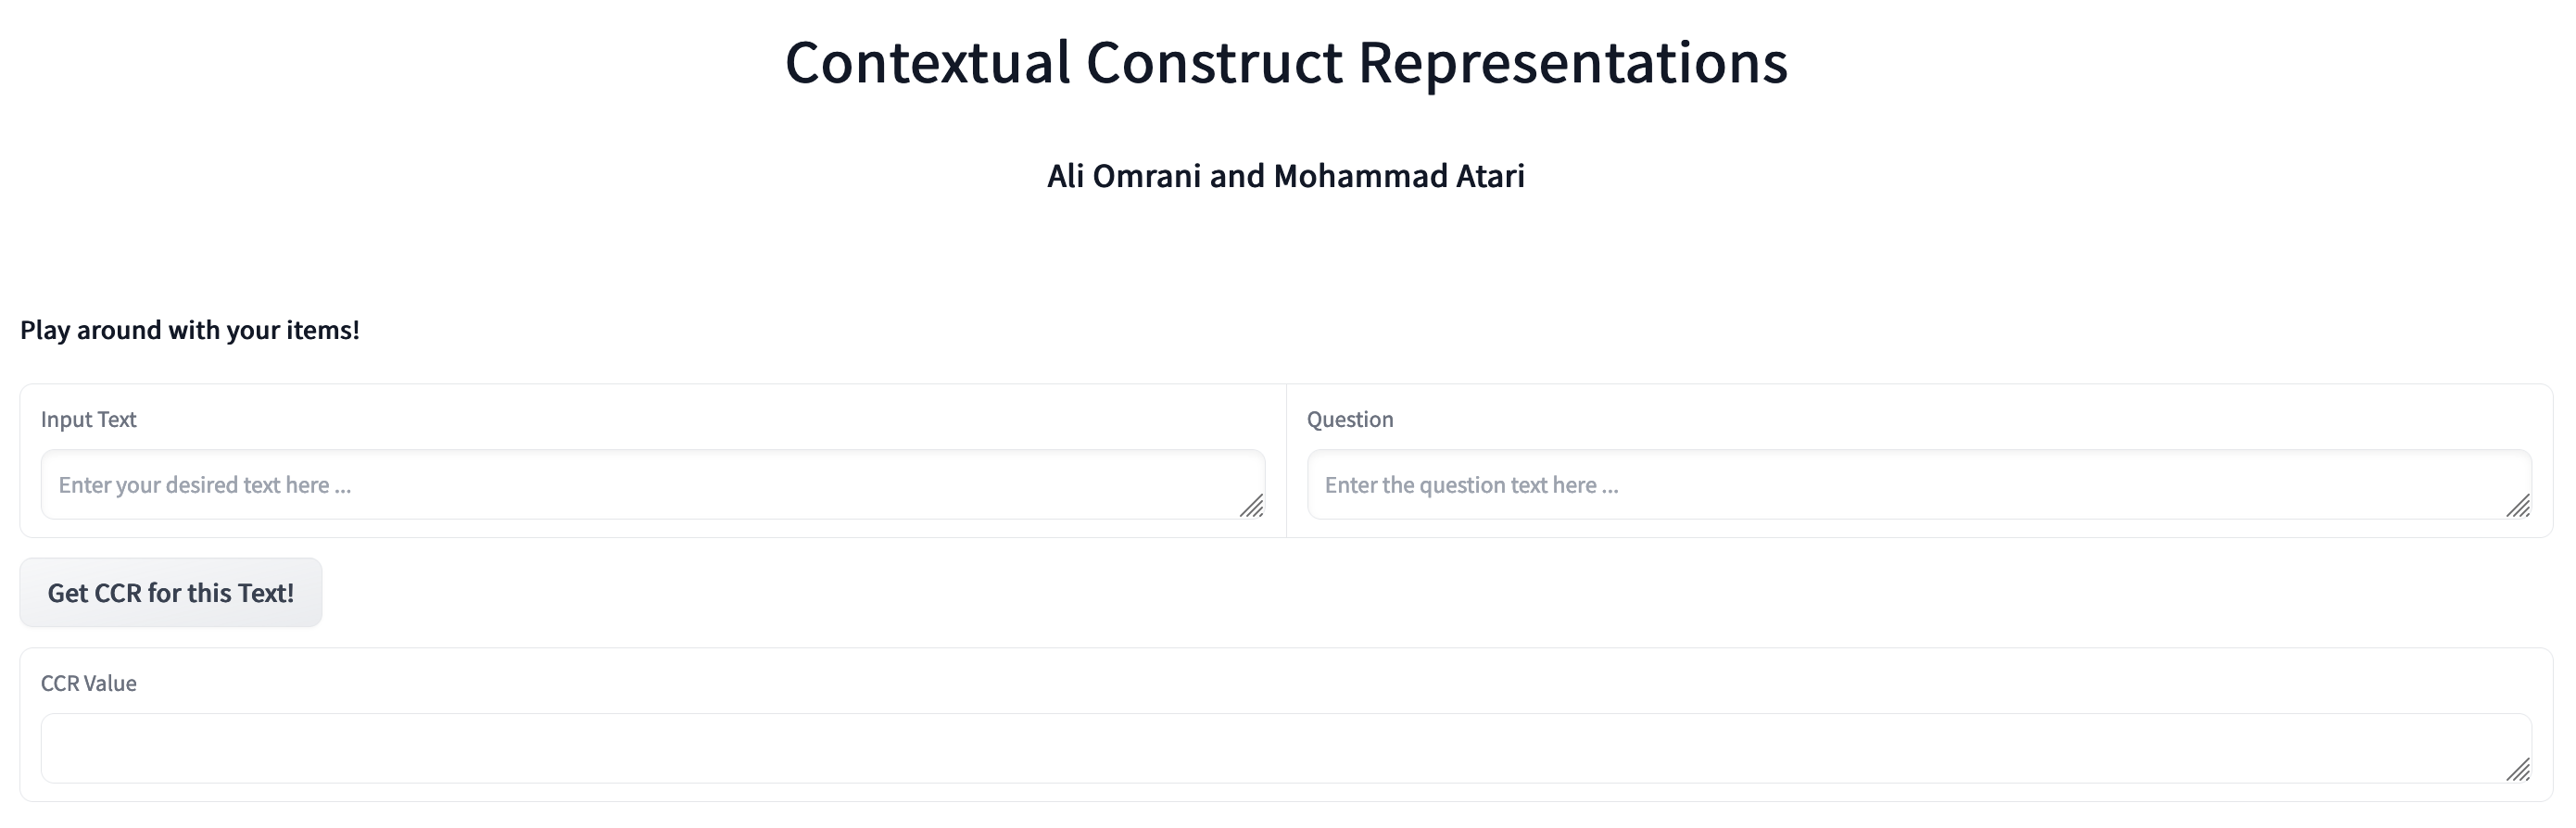 Contextual Construct Representations
Ali Omrani and Mohammad Atari
Play around with your items!
Input Text
Question
Enter your desired text here ...
Enter the question text here ...
Get CCR for this Text!
CCR Value